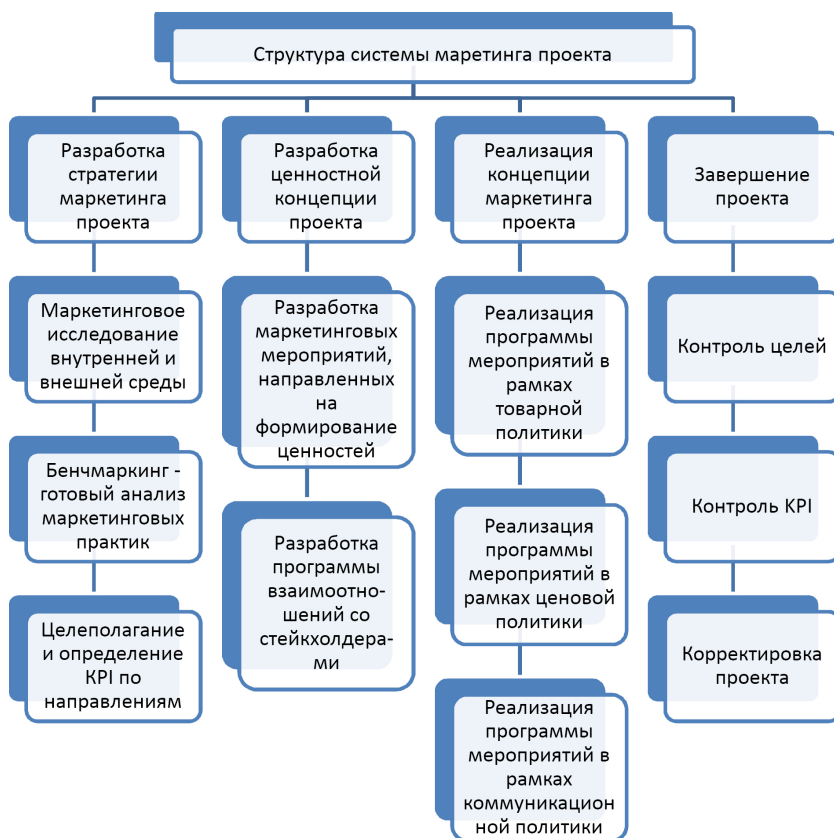 Структура системы маретинга проекта
Разработка
стратегии
маркетинга
проекта
Маркетинговое
исследование
внутренней и
внешней среды
Бенчмаркинг -
готовый анализ
маркетинговых
практик
Целеполагание
и определение
KPI по
направлениям
Разработка
ценностной
концепции
проекта
Разработка
маркетинговых
мероприятий,
направленных
на
формирование
ценностей
Разработка
программы
взаимоотно-
шений со
стейкхолдера-
ми
Реализация
концепции
маркетинга
проекта
Реализация
программы
мероприятий в
рамках
товарной
политики
Реализация
программы
мероприятий в
рамках ценовой
политики
Реализация
программы
мероприятий в
рамках
коммуникацион
ной политики
Завершение
проекта
Контроль целей
Контроль KPI
Корректировка
проекта